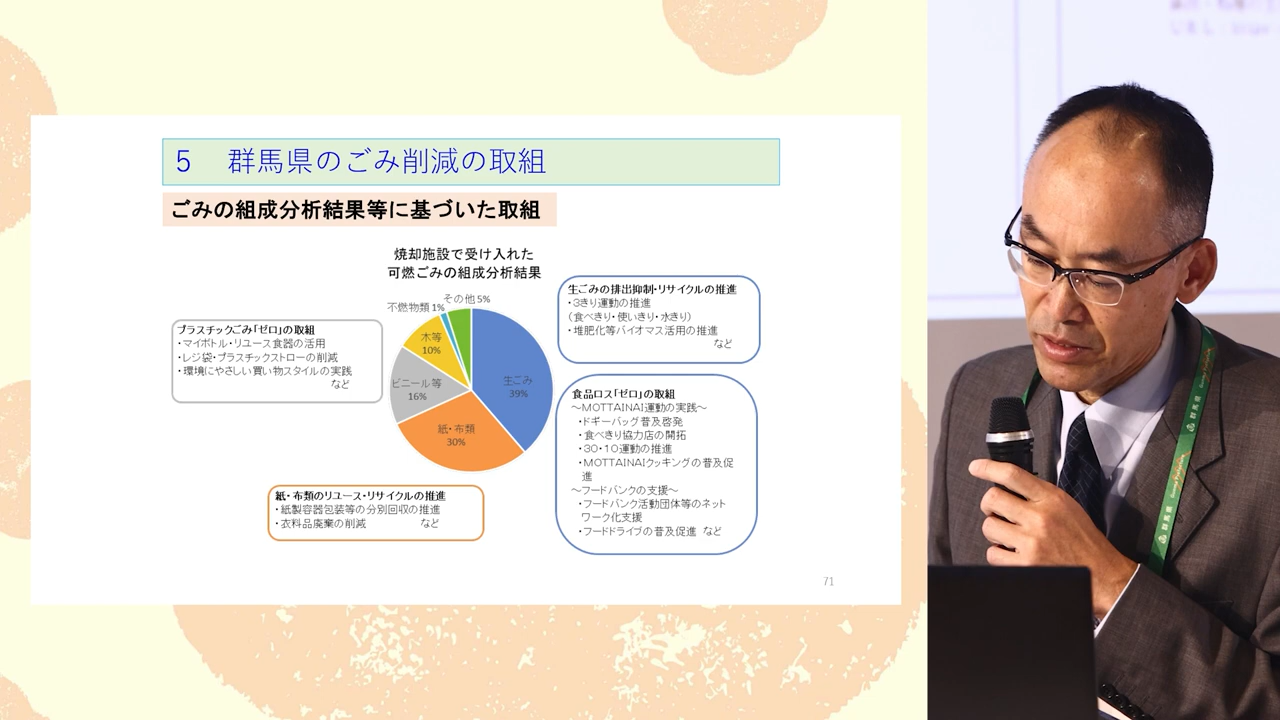 5 群馬県のごみ削減の取組
ごみの組成分析結果等に基づいた取組
焼却施設で受け入れた
可燃ごみの組成分析結果
その他 5%
不燃物類 1%
木等
10%
ビニール等
16%
紙・布類
30%
生ごみ
39%
プラスチックごみ「ゼロ」の取組
・マイボトル・リユース食器の活用
・レジ袋・プラスチックストローの削減
・環境にやさしい買い物スタイルの実践
など
生ごみの排出抑制・リサイクルの推進
・3きり運動の推進
(食べきり・使いきり・水きり)
・堆肥化等バイオマス活用の推進
など
食品ロス「ゼロ」の取組
～MOTTAINAI運動の実践～
・ドギーバッグ普及啓発
・食べきり協力店の開拓
・30・10運動の推進
・MOTTAINAIクッキングの普及促
進
～フードバンクの支援～
・フードバンク活動団体等のネット
ワーク化支援
・フードドライブの普及促進 など
紙・布類のリユース・リサイクルの推進
・紙製容器包装等の分別回収の推進
・衣料品廃棄の削減 など
71
群馬県
群馬県